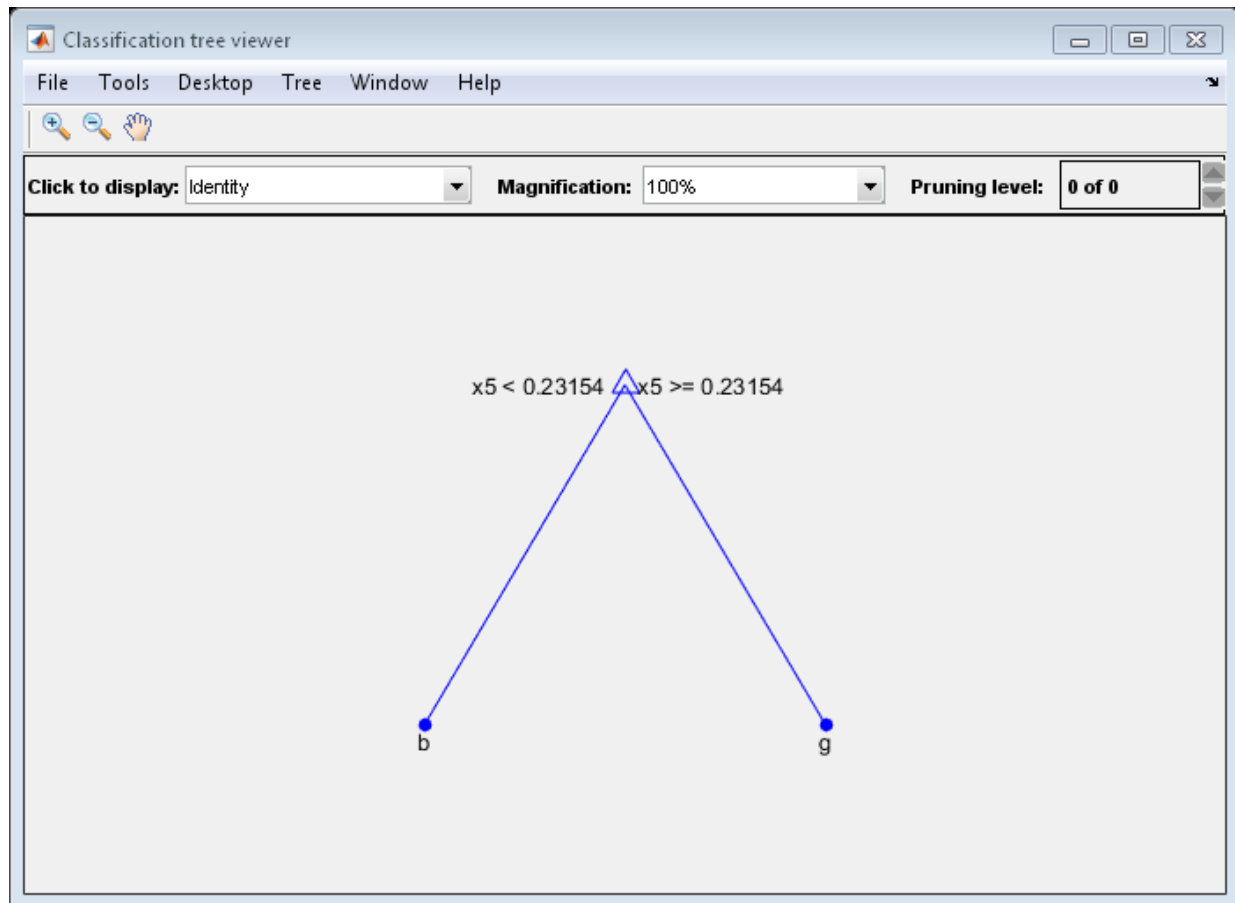 Classification tree viewer
File Tools Desktop Tree Window Help
Click to display: Identity Magnification: 100% Pruning level: 0 of 0
x5 < 0.23154 x5 >= 0.23154
b g